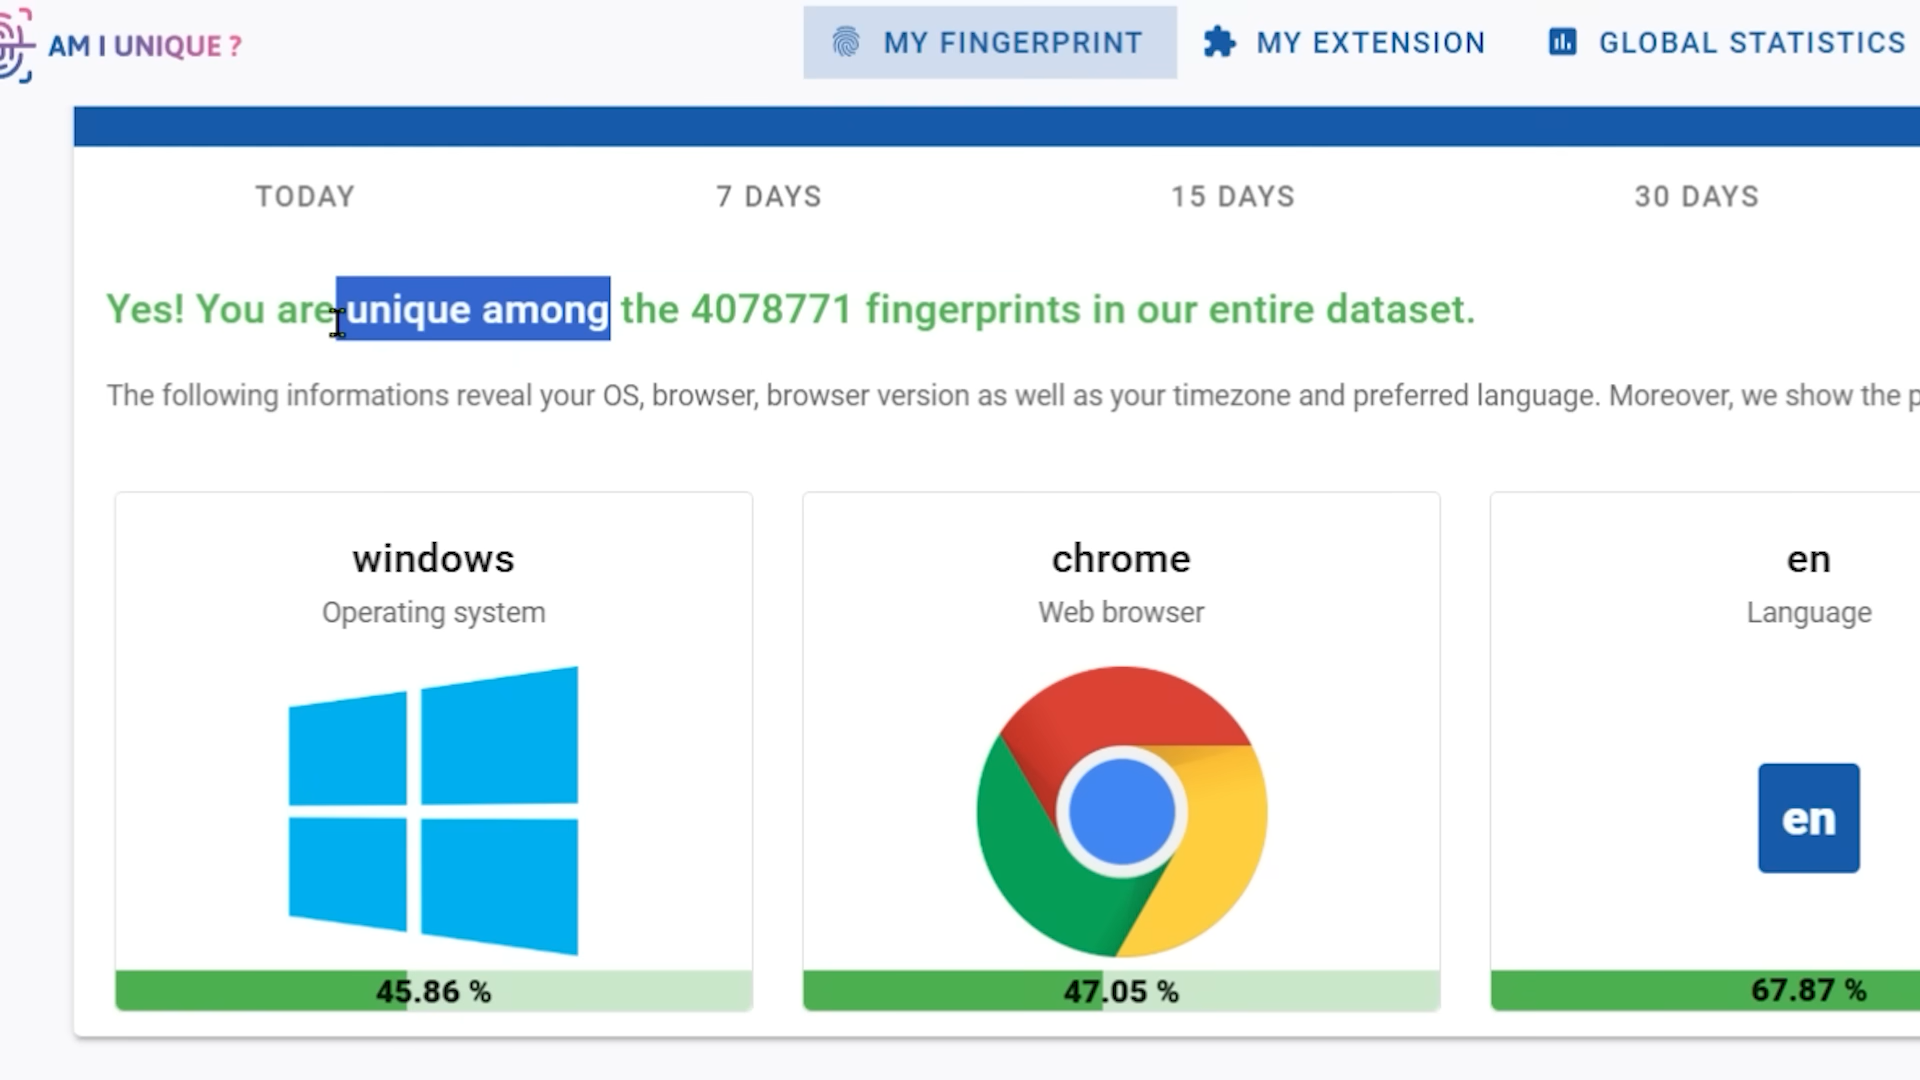 AM I UNIQUE ?
MY FINGERPRINT
MY EXTENSION
GLOBAL STATISTICS
TODAY
7 DAYS
15 DAYS
30 DAYS
Yes! You are unique among the 4078771 fingerprints in our entire dataset.
The following informations reveal your OS, browser, browser version as well as your timezone and preferred language. Moreover, we show the p
windows
Operating system
45.86 %
chrome
Web browser
47.05 %
en
Language
en
67.87 %